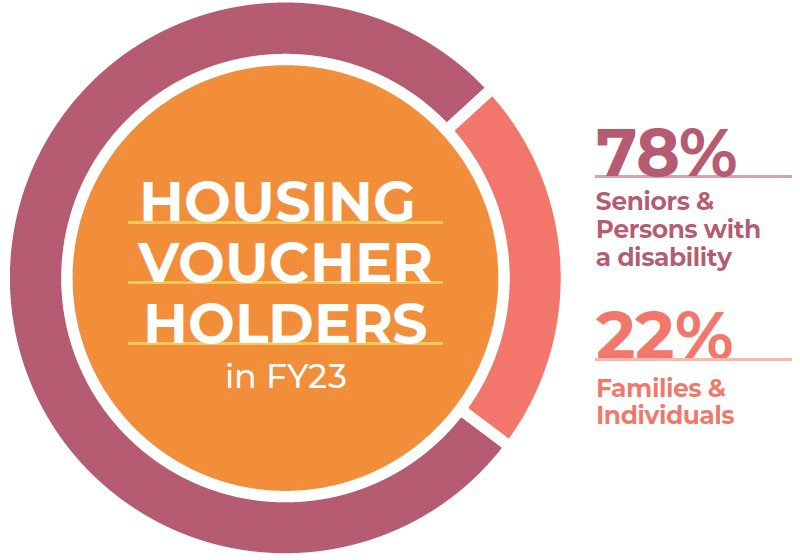 HOUSING
VOUCHER
HOLDERS
in FY23
78%
Seniors &
Persons with
a disability
22%
Families &
Individuals